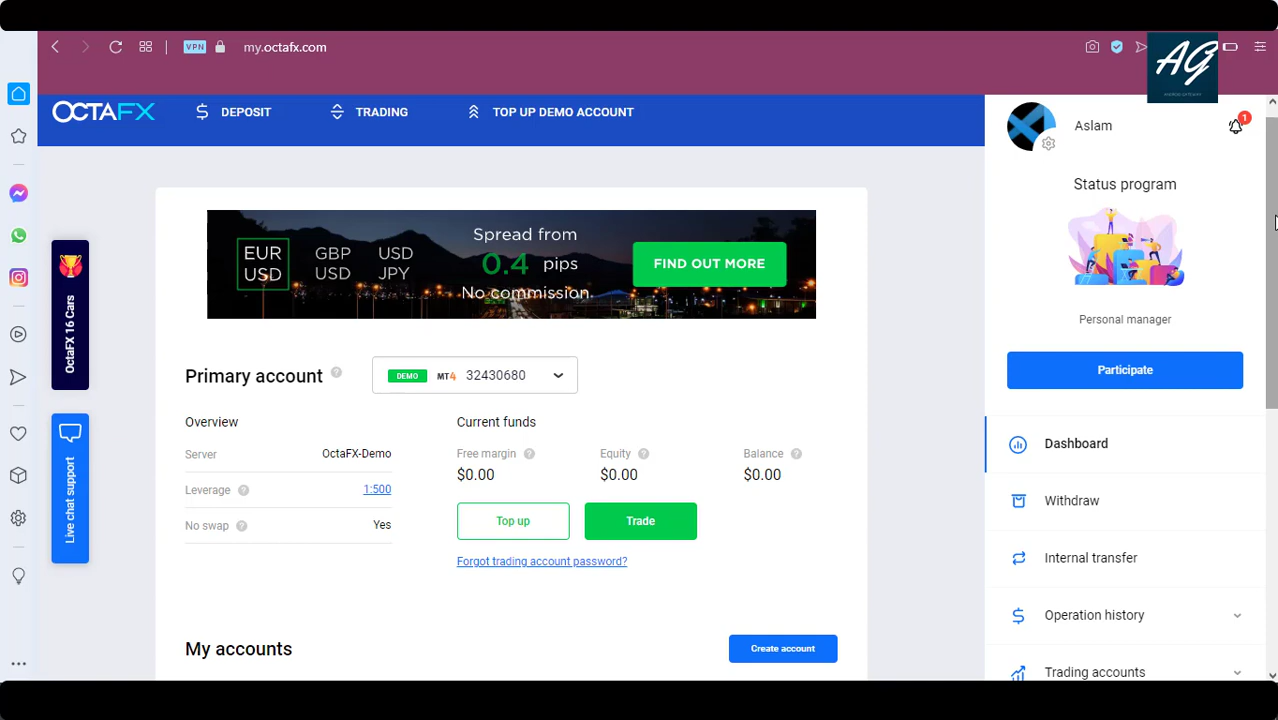 VPN my.octafx.com
AG
OCTAFX
DEPOSIT
TRADING
TOP UP DEMO ACCOUNT
Aslam
1
Status program
EUR USD
GBP USD
USD JPY
Spread from
0.4 pips
No commission.
FIND OUT MORE
OctaFX 16 Cars
Personal manager
Participate
Primary account ?
DEMO MT4 32430680
Overview
Current funds
Server OctaFX-Demo
Free margin ? Equity ? Balance ?
$0.00 $0.00 $0.00
Leverage ? 1:500
No swap ? Yes
Top up
Trade
Forgot trading account password?
Live chat support
Dashboard
Withdraw
Internal transfer
Operation history
Trading accounts
My accounts
Create account